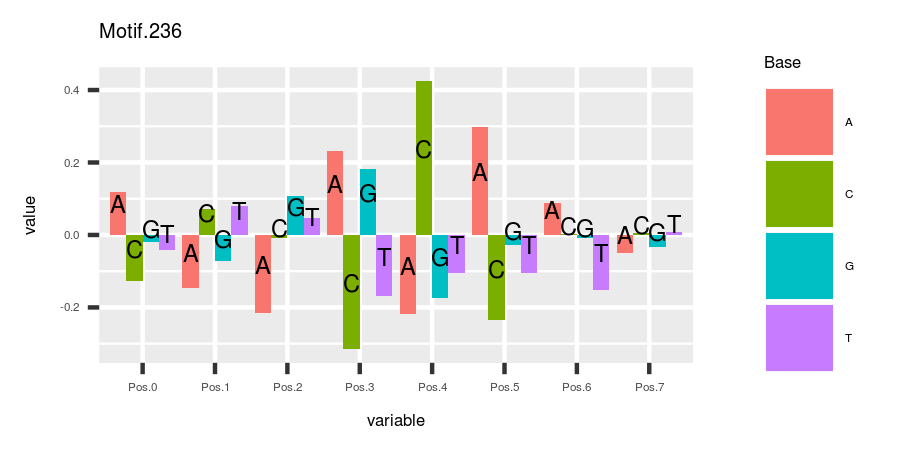 Motif.236
Base
0.4
0.2
0.0
-0.2
value
A C G T
A C G T
A C G T
A C G T
A C G T
A C G T
A C G T
A C G T
Pos.0 Pos.1 Pos.2 Pos.3 Pos.4 Pos.5 Pos.6 Pos.7
variable
A
C
G
T